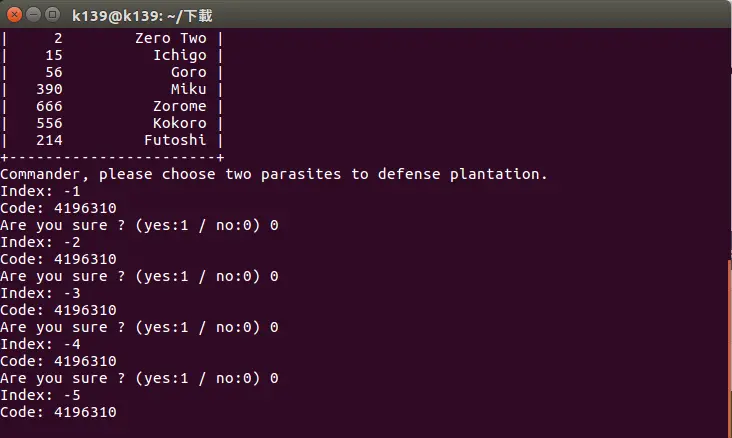 k139@k139: ~/下載
|     2        Zero Two |
|    15          Ichigo |
|    56            Goro |
|   390            Miku |
|   666          Zorome |
|   556          Kokoro |
|   214         Futoshi |
+-----------------------+
Commander, please choose two parasites to defense plantation.
Index: -1
Code: 4196310
Are you sure ? (yes:1 / no:0) 0
Index: -2
Code: 4196310
Are you sure ? (yes:1 / no:0) 0
Index: -3
Code: 4196310
Are you sure ? (yes:1 / no:0) 0
Index: -4
Code: 4196310
Are you sure ? (yes:1 / no:0) 0
Index: -5
Code: 4196310